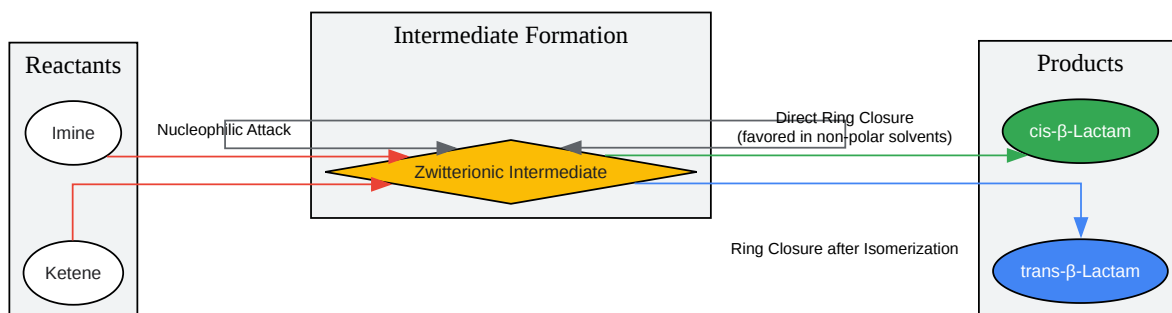 Reactants
Imine
Ketene
Nucleophilic Attack
Intermediate Formation
Zwitterionic Intermediate
Direct Ring Closure
(favored in non-polar solvents)
Ring Closure after Isomerization
Products
cis-β-Lactam
trans-β-Lactam